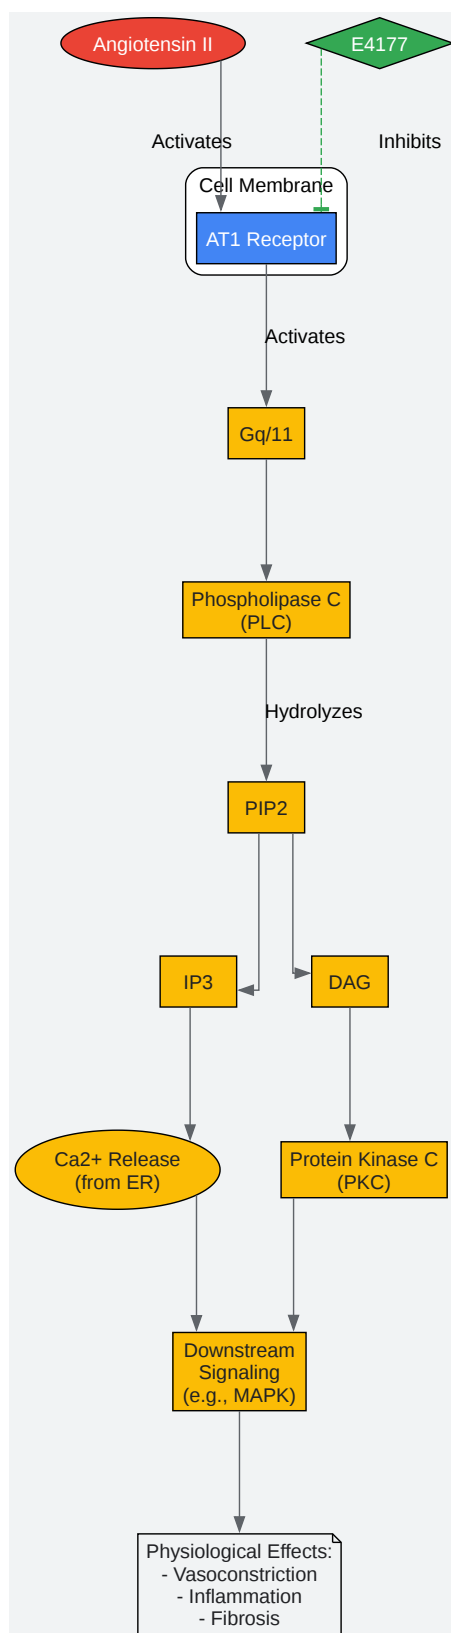 Angiotensin II
E4177
Activates
Inhibits
Cell Membrane
AT1 Receptor
Activates
Gq/11
Phospholipase C
(PLC)
Hydrolyzes
PIP2
IP3
DAG
Ca2+ Release
(from ER)
Protein Kinase C
(PKC)
Downstream
Signaling
(e.g., MAPK)
Physiological Effects:
- Vasoconstriction
- Inflammation
- Fibrosis